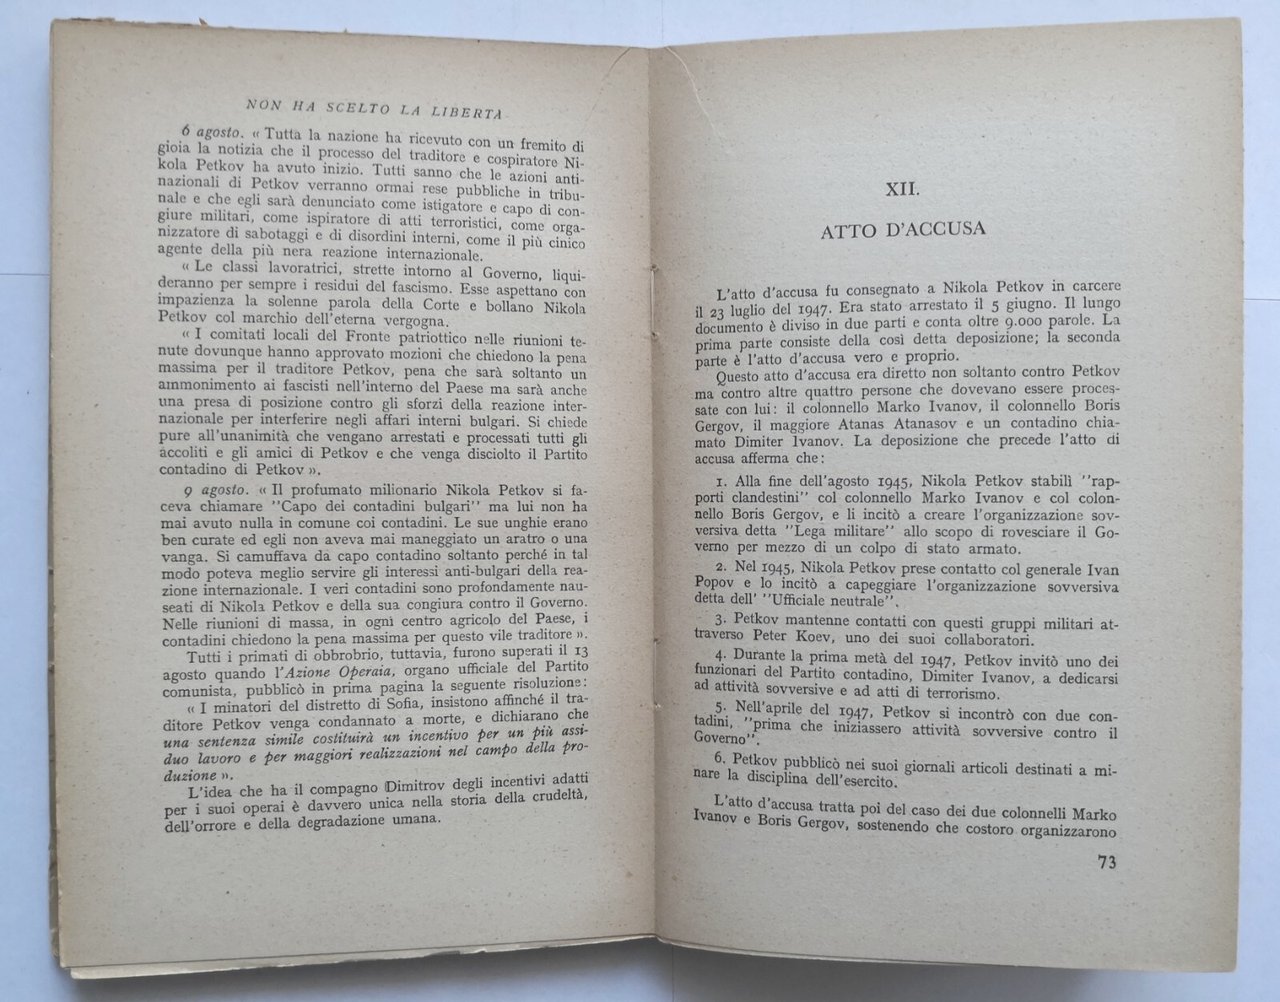 NON HA SCELTO LA LIBERTA
6 agosto. « Tutta la nazione ha ricevuto con un fremito di
gioia la notizia che il processo del traditore e cospiratore Ni-
kola Petkov ha avuto inizio. Tutti sanno che le azioni anti-
nazionali di Petkov verranno ormai rese pubbliche in tribu-
nale e che egli sarà denunciato come istigatore e capo di con-
giure militari, come ispiratore di atti terroristici, come orga-
nizzatore di sabotaggi e di disordini interni, come il più cinico
agente della più nera reazione internazionale.
« Le classi lavoratrici, strette intorno al Governo, liqui-
deranno per sempre i residui del fascismo. Esse aspettano con
impazienza la solenne parola della Corte e bollano Nikola
Petkov col marchio dell'eterna vergogna.
« I comitati locali del Fronte patriottico nelle riunioni te-
nute dovunque hanno approvato mozioni che chiedono la pena
massima per il traditore Petkov, pena che sarà soltanto un
ammonimento ai fascisti nell'interno del Paese ma sarà anche
una presa di posizione contro gli sforzi della reazione inter-
nazionale per interferire negli affari interni bulgari. Si chiede
pure all'unanimità che vengano arrestati e processati tutti gli
accoliti e gli amici di Petkov e che venga disciolto il Partito
contadino di Petkov ».
9 agosto. « Il profumato milionario Nikola Petkov si fa-
ceva chiamare "Capo dei contadini bulgari" ma lui non ha
mai avuto nulla in comune coi contadini. Le sue unghie erano
ben curate ed egli non aveva mai maneggiato un aratro o una
vanga. Si camuffava da capo contadino soltanto perché in tal
modo poteva meglio servire gli interessi anti-bulgari della rea-
zione internazionale. I veri contadini sono profondamente nau-
seati di Nikola Petkov e della sua congiura contro il Governo.
Nelle riunioni di massa, in ogni centro agricolo del Paese, i
contadini chiedono la pena massima per questo vile traditore ».
Tutti i primati di obbrobrio, tuttavia, furono superati il 13
agosto quando l'Azione Operaia, organo ufficiale del Partito
comunista, pubblicò in prima pagina la seguente risoluzione:
« I minatori del distretto di Sofia, insistono affinché il tra-
ditore Petkov venga condannato a morte, e dichiarano che
una sentenza simile costituirà un incentivo per un più assi-
duo lavoro e per maggiori realizzazioni nel campo della pro-
duzione ».
L'idea che ha il compagno Dimitrov degli incentivi adatti
per i suoi operai è davvero unica nella storia della crudeltà,
dell'orrore e della degradazione umana.
XII.
ATTO D'ACCUSA
L'atto d'accusa fu consegnato a Nikola Petkov in carcere
il 23 luglio del 1947. Era stato arrestato il 5 giugno. Il lungo
documento è diviso in due parti e conta oltre 9.000 parole. La
prima parte consiste della così detta deposizione; la seconda
parte è l'atto d'accusa vero e proprio.
Questo atto d'accusa era diretto non soltanto contro Petkov
ma contro altre quattro persone che dovevano essere proces-
sate con lui: il colonnello Marko Ivanov, il colonnello Boris
Gergov, il maggiore Atanas Atanasov e un contadino chia-
mato Dimiter Ivanov. La deposizione che precede l'atto di
accusa afferma che:
1. Alla fine dell'agosto 1945, Nikola Petkov stabilì "rap-
porti clandestini" col colonnello Marko Ivanov e col colon-
nello Boris Gergov, e li incitò a creare l'organizzazione sov-
versiva detta "Lega militare" allo scopo di rovesciare il Go-
verno per mezzo di un colpo di stato armato.
2. Nel 1945, Nikola Petkov prese contatto col generale Ivan
Popov e lo incitò a capeggiare l'organizzazione sovversiva
detta dell' "Ufficiale neutrale".
3. Petkov mantenne contatti con questi gruppi militari at-
traverso Peter Koev, uno dei suoi collaboratori.
4. Durante la prima metà del 1947, Petkov invitò uno dei
funzionari del Partito contadino, Dimiter Ivanov, a dedicarsi
ad attività sovversive e ad atti di terrorismo.
5. Nell'aprile del 1947, Petkov si incontrò con due con-
tadini, "prima che iniziassero attività sovversive contro il
Governo".
6. Petkov pubblicò nei suoi giornali articoli destinati a mi-
nare la disciplina dell'esercito.
L'atto d'accusa tratta poi del caso dei due colonnelli Marko
Ivanov e Boris Gergov, sostenendo che costoro organizzarono
73